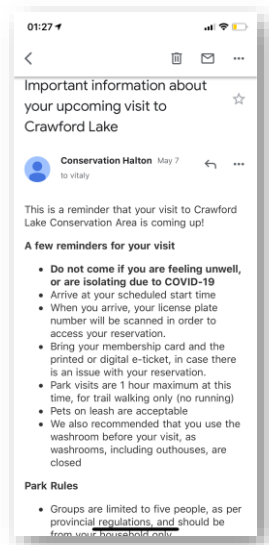 01:27
Important information about
your upcoming visit to
Crawford Lake
Conservation Halton May 7
to vitaly
This is a reminder that your visit to Crawford
Lake Conservation Area is coming up!
A few reminders for your visit
• Do not come if you are feeling unwell,
or are isolating due to COVID-19
• Arrive at your scheduled start time
• When you arrive, your license plate
number will be scanned in order to
access your reservation.
• Bring your membership card and the
printed or digital e-ticket, in case there
is an issue with your reservation.
• Park visits are 1 hour maximum at this
time, for trail walking only (no running)
• Pets on leash are acceptable
• We also recommended that you use the
washroom before your visit, as
washrooms, including outhouses, are
closed
Park Rules
• Groups are limited to five people, as per
provincial regulations, and should be
from your household only